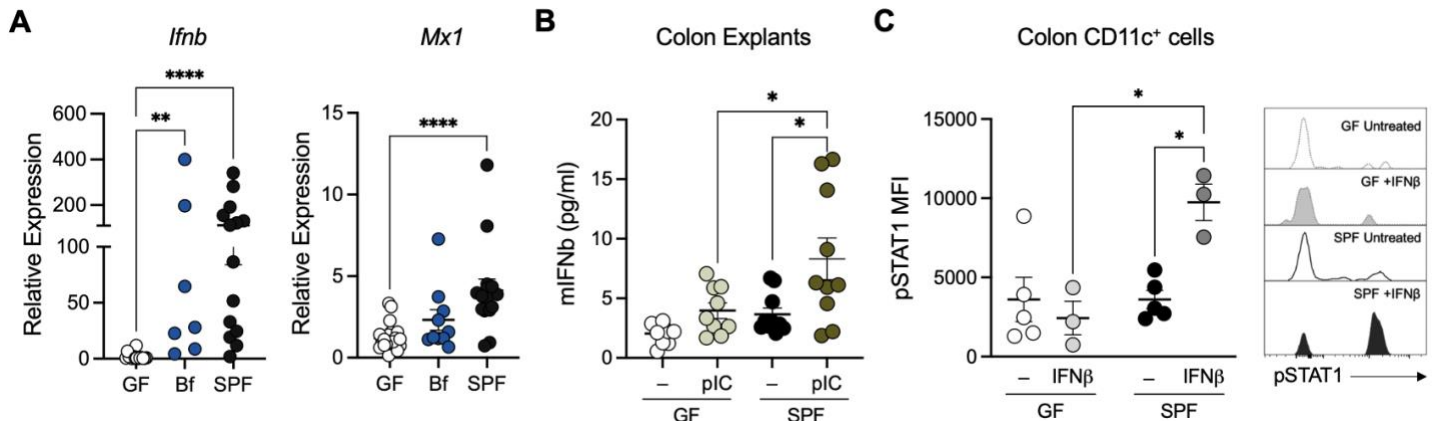 A
Ifnb
****
**
Relative Expression
600
400
200
100
50
0
GF
Bf
SPF
Mx1
****
Relative Expression
15
10
5
0
GF
Bf
SPF
B
Colon Explants
*
*
mIFNb (pg/ml)
20
15
10
5
0
–
pIC
–
pIC
GF
SPF
C
Colon CD11c⁺ cells
*
*
pSTAT1 MFI
15000
10000
5000
0
–
IFNβ
–
IFNβ
GF
SPF
GF Untreated
GF +IFNβ
SPF Untreated
SPF +IFNβ
pSTAT1